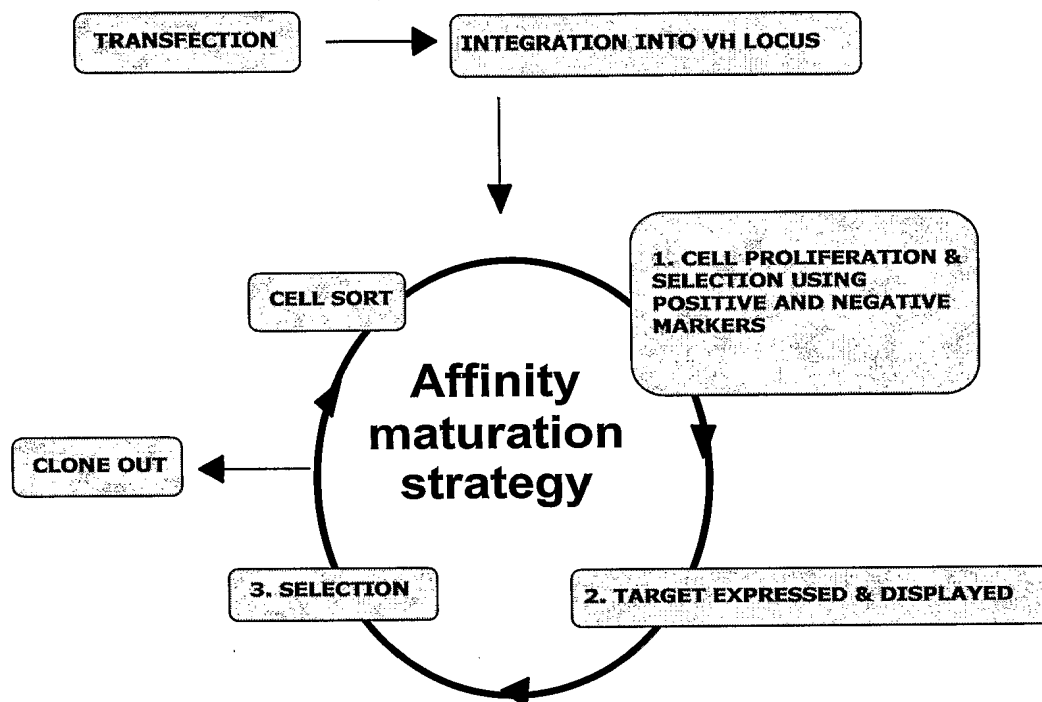 TRANSFECTION
INTEGRATION INTO VH LOCUS
1. CELL PROLIFERATION &
SELECTION USING
POSITIVE AND NEGATIVE
MARKERS
CELL SORT
Affinity
maturation
strategy
CLONE OUT
3. SELECTION
2. TARGET EXPRESSED & DISPLAYED